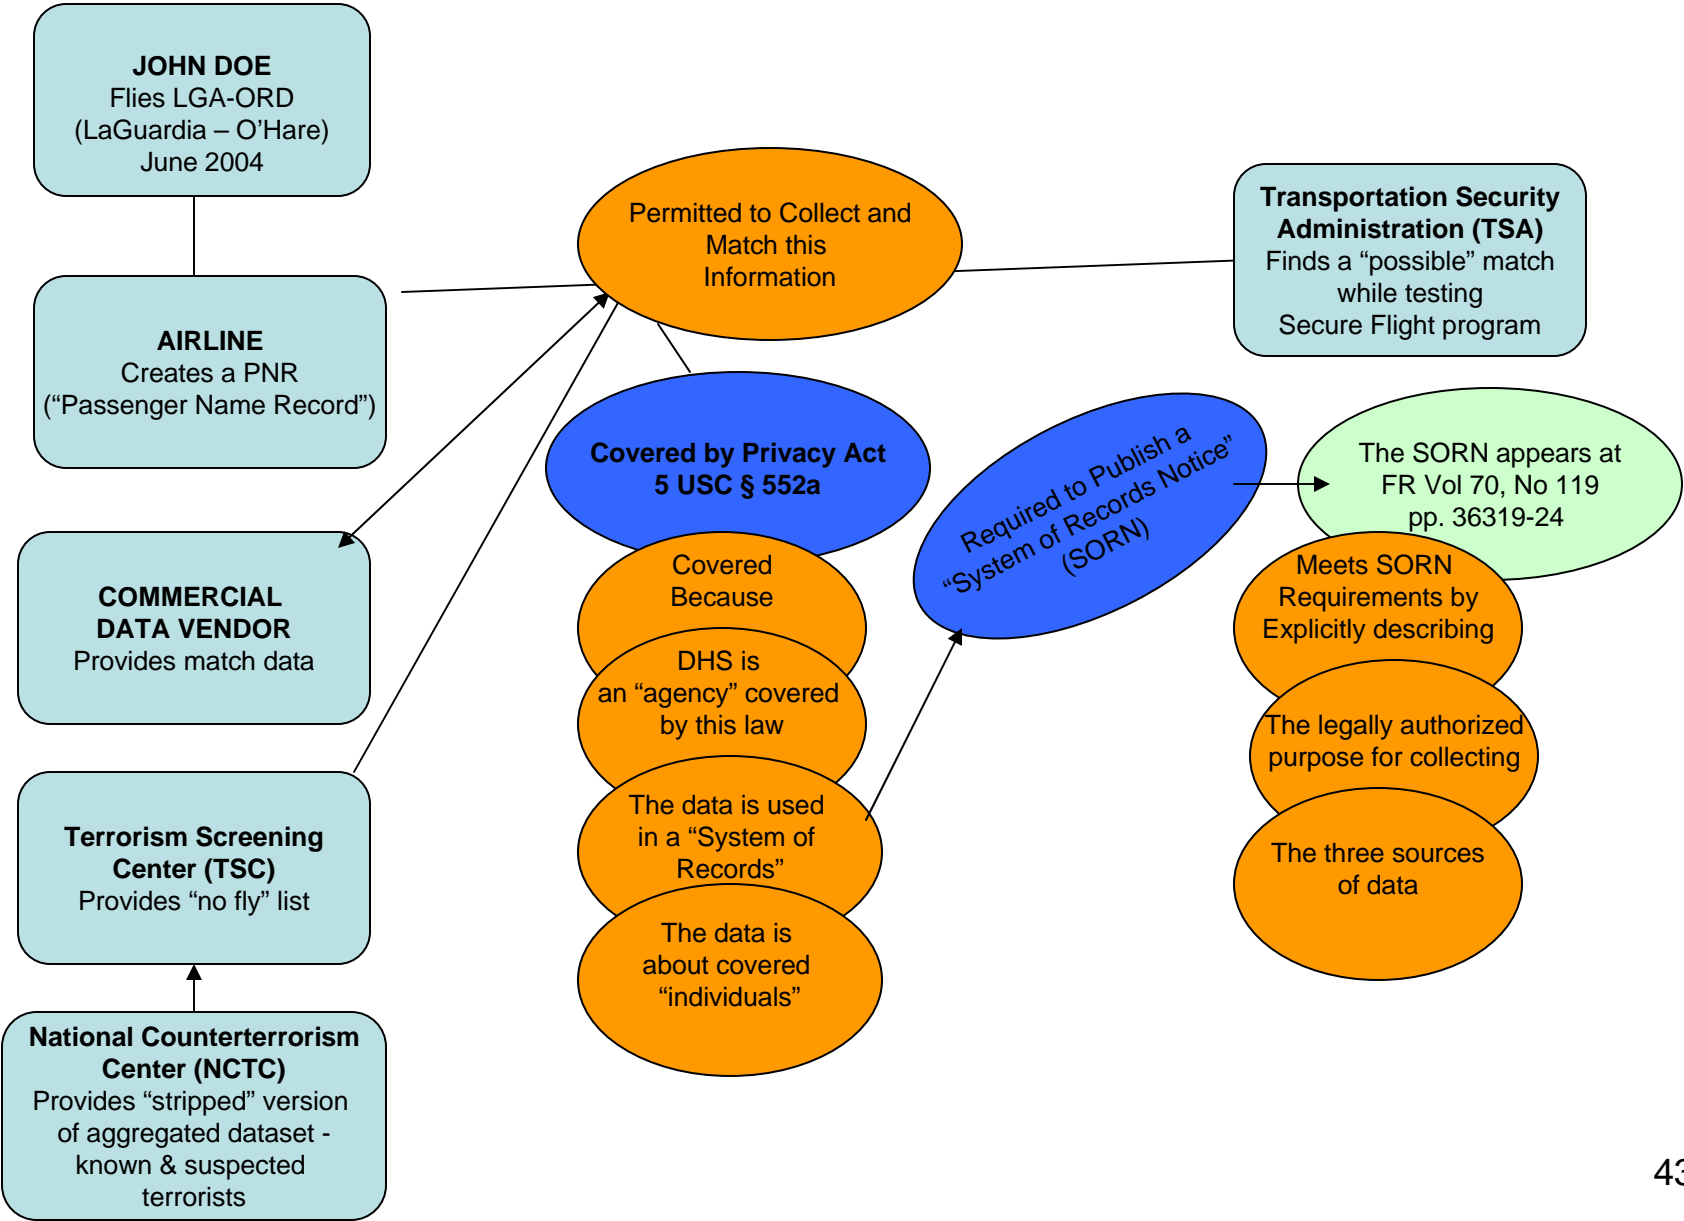 JOHN DOE
Flies LGA-ORD
(LaGuardia – O’Hare)
June 2004
AIRLINE
Creates a PNR
(“Passenger Name Record”)
COMMERCIAL
DATA VENDOR
Provides match data
Terrorism Screening
Center (TSC)
Provides “no fly” list
National Counterterrorism
Center (NCTC)
Provides “stripped” version
of aggregated dataset -
known & suspected
terrorists
Permitted to Collect and
Match this
Information
Transportation Security
Administration (TSA)
Finds a “possible” match
while testing
Secure Flight program
Covered by Privacy Act
5 USC § 552a
Covered
Because
DHS is
an “agency” covered
by this law
The data is used
in a “System of
Records”
The data is
about covered
“individuals”
Required to Publish a
“System of Records Notice”
(SORN)
The SORN appears at
FR Vol 70, No 119
pp. 36319-24
Meets SORN
Requirements by
Explicitly describing
The legally authorized
purpose for collecting
The three sources
of data
43